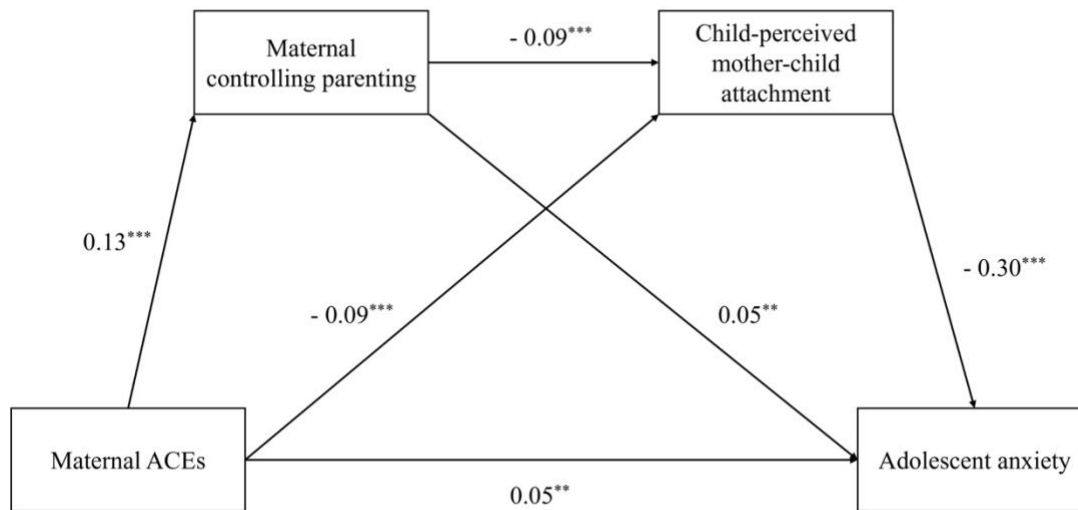 Maternal
controlling parenting
- 0.09***
Child-perceived
mother-child
attachment
0.13***
- 0.09***
0.05**
- 0.30***
Maternal ACEs
0.05**
Adolescent anxiety